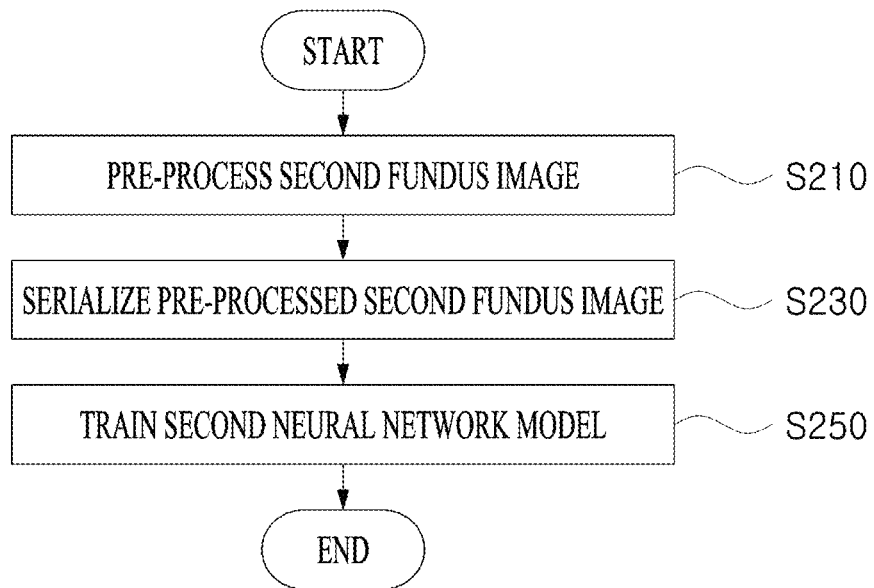 START
PRE-PROCESS SECOND FUNDUS IMAGE
S210
SERIALIZE PRE-PROCESSED SECOND FUNDUS IMAGE
S230
TRAIN SECOND NEURAL NETWORK MODEL
S250
END